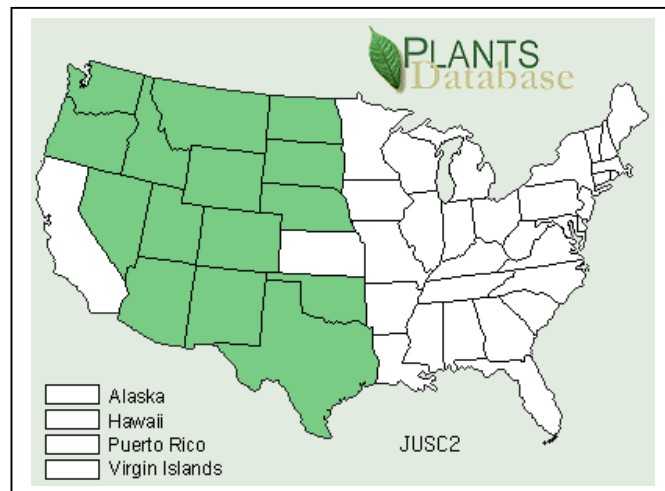 PLANTS
Database
Alaska
Hawaii
Puerto Rico
Virgin Islands
JUSC2